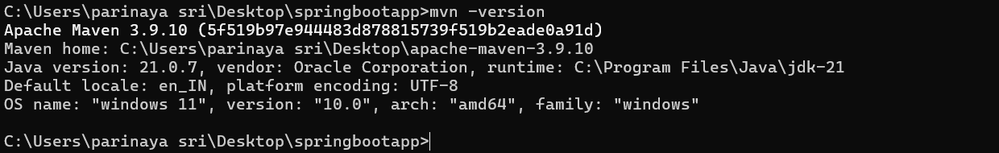 C:\Users\parinaya sri\Desktop\springbootapp>mvn -version
Apache Maven 3.9.10 (5f519b97e944483d878815739f519b2eade0a91d)
Maven home: C:\Users\parinaya sri\Desktop\apache-maven-3.9.10
Java version: 21.0.7, vendor: Oracle Corporation, runtime: C:\Program Files\Java\jdk-21
Default locale: en_IN, platform encoding: UTF-8
OS name: "windows 11", version: "10.0", arch: "amd64", family: "windows"
C:\Users\parinaya sri\Desktop\springbootapp>